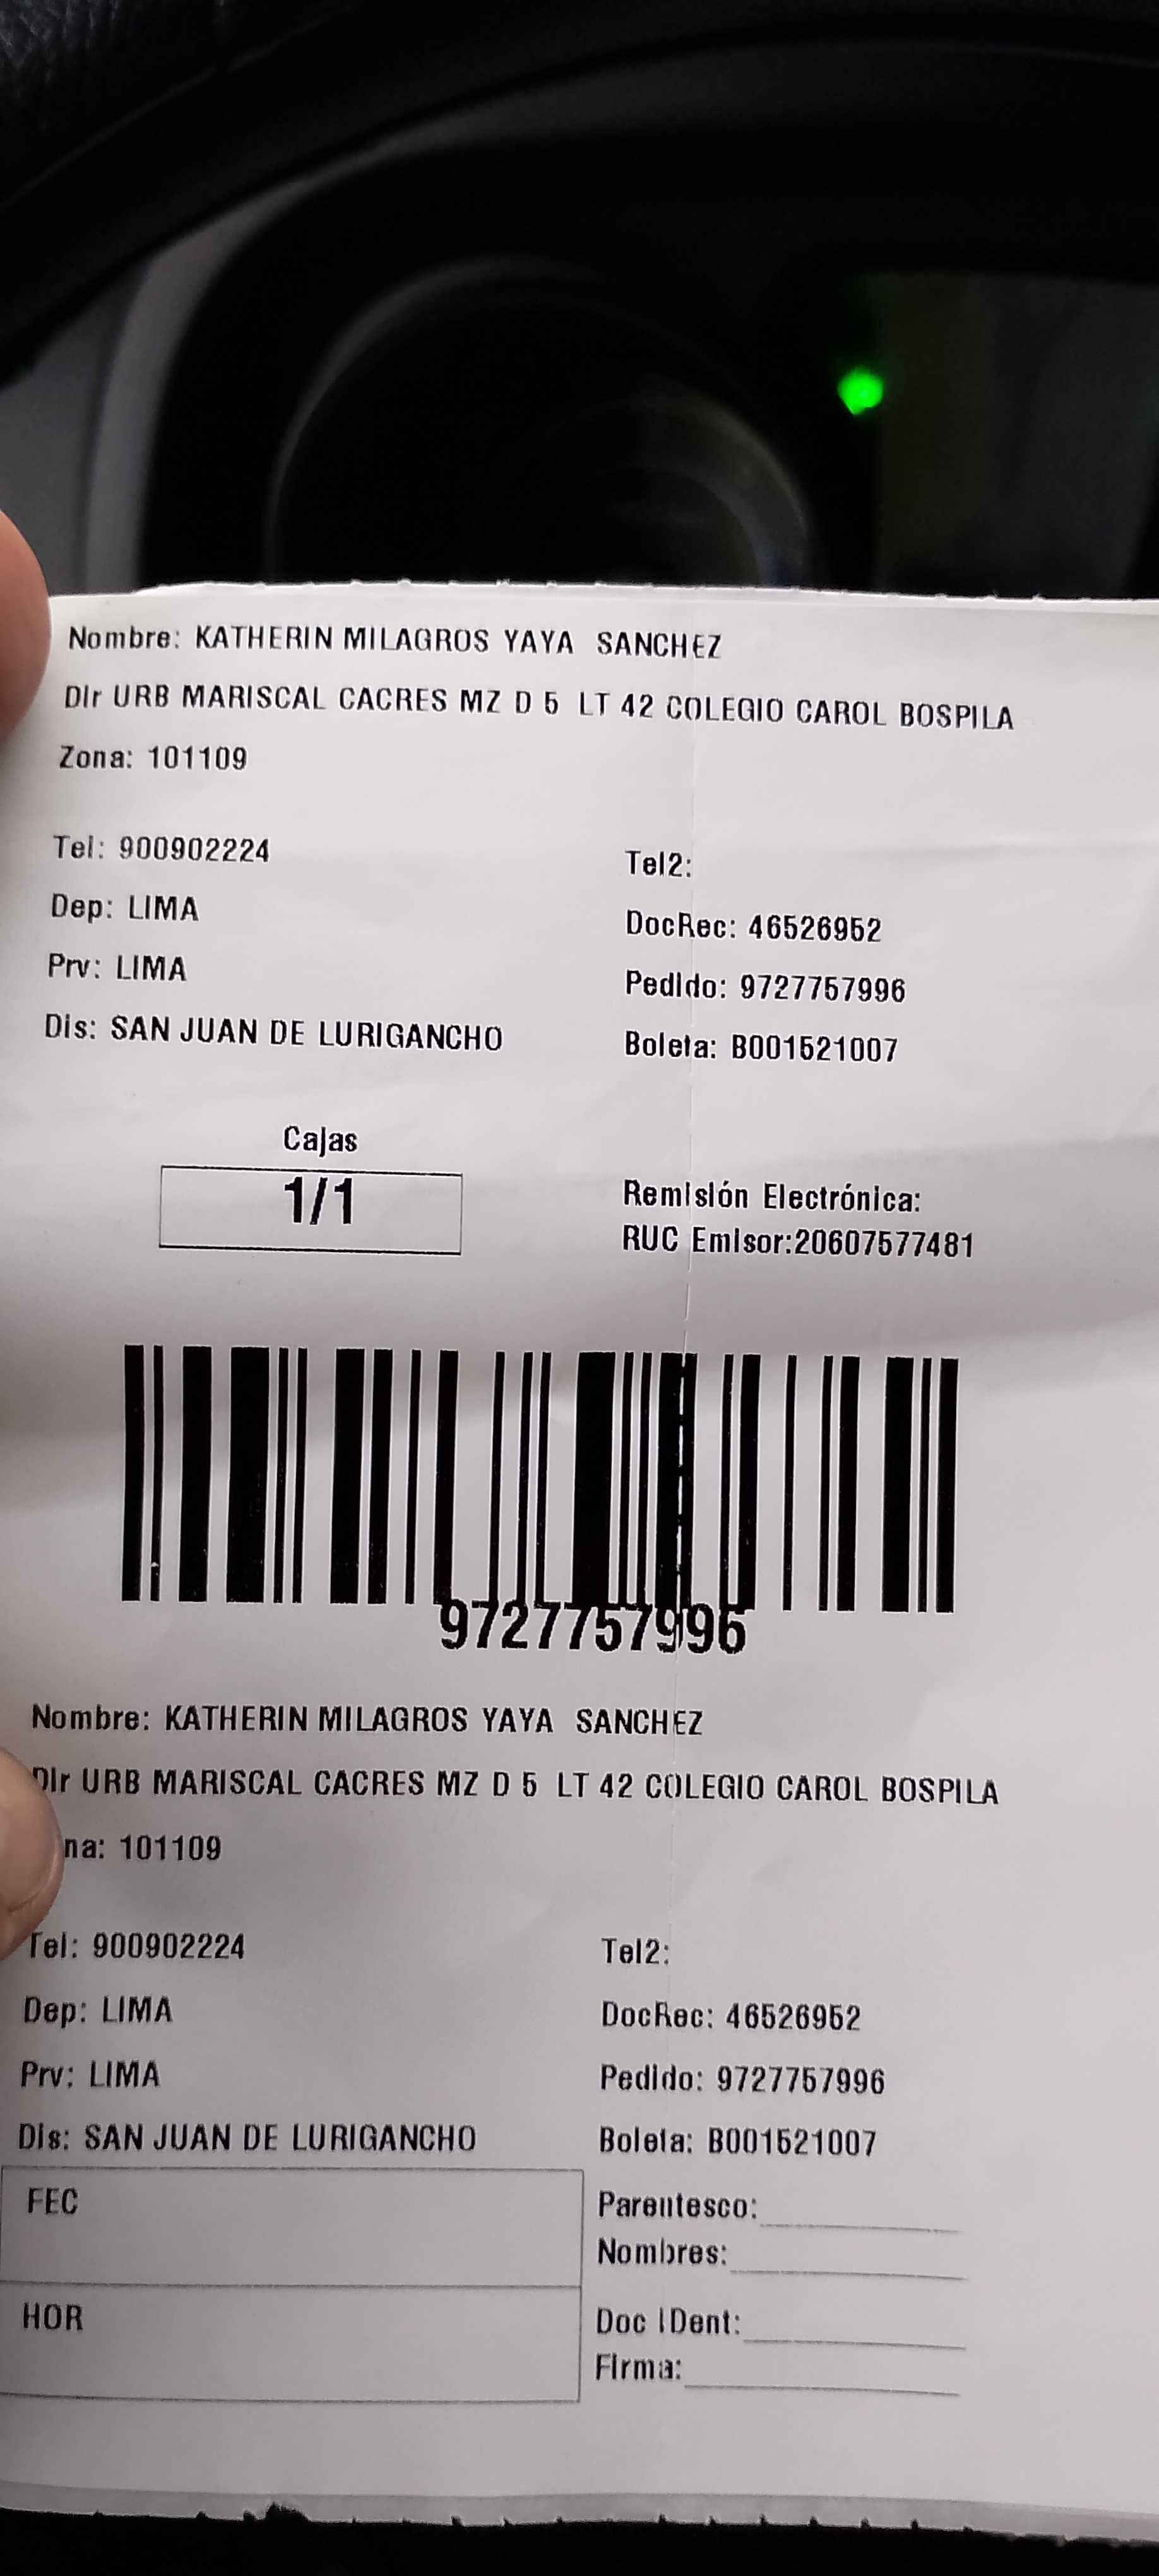 Nombre: KATHERIN MILAGROS YAYA SANCHEZ
Dir URB MARISCAL CACRES MZ D 5 LT 42 COLEGIO CAROL BOSPILA
Zona: 101109
Tel: 900902224
Tel2:
Dep: LIMA
DocRec: 46526952
Prv: LIMA
Pedido: 9727757996
Dis: SAN JUAN DE LURIGANCHO
Boleta: B001521007
Cajas
1/1
Remisión Electrónica:
RUC Emisor:20607577481
9727757996
Nombre: KATHERIN MILAGROS YAYA SANCHEZ
Dir URB MARISCAL CACRES MZ D 5 LT 42 COLEGIO CAROL BOSPILA
na: 101109
Tel: 900902224
Tel2:
Dep: LIMA
DocRec: 46526952
Prv: LIMA
Pedido: 9727757996
Dis: SAN JUAN DE LURIGANCHO
Boleta: B001521007
FEC
Parentesco:
Nombres:
HOR
Doc IDent:
Firma: